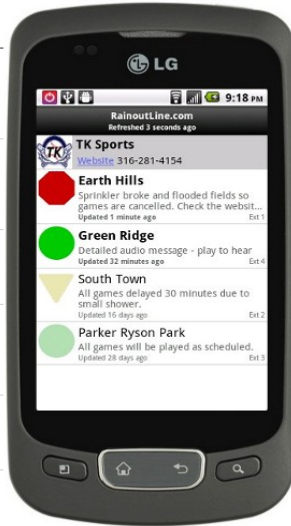 LG
9:18 PM
RainoutLine.com
Refreshed 3 seconds ago
TK
TK Sports
Website 316-281-4154
Earth Hills
Sprinkler broke and flooded fields so
games are cancelled. Check the websit...
Updated 1 minute ago Ext 1
Green Ridge
Detailed audio message - play to hear
Updated 32 minutes ago Ext 4
South Town
All games delayed 30 minutes due to
small shower.
Updated 16 days ago Ext 2
Parker Ryson Park
All games will be played as scheduled.
Updated 28 days ago Ext 3